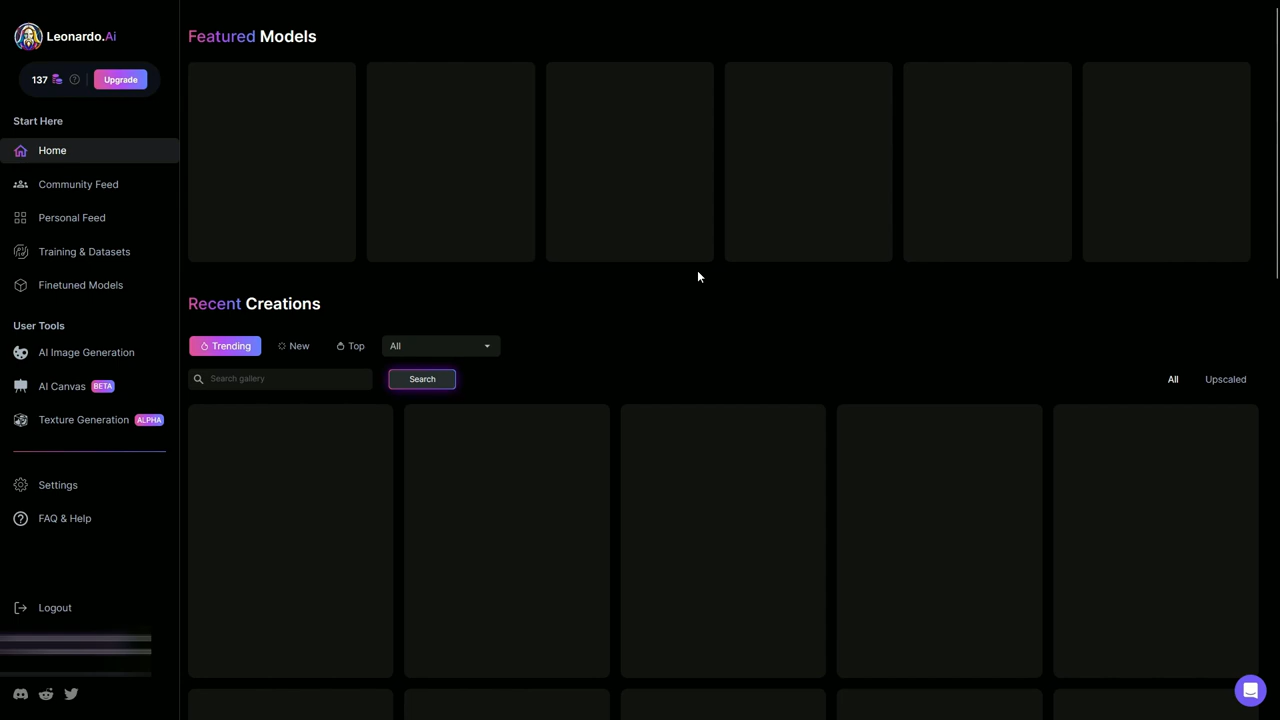 Leonardo.Ai
137
Upgrade
Start Here
Home
Community Feed
Personal Feed
Training & Datasets
Finetuned Models
User Tools
AI Image Generation
AI Canvas BETA
Texture Generation ALPHA
Settings
FAQ & Help
Logout
Featured Models
Recent Creations
Trending New Top All
Search gallery Search All Upscaled